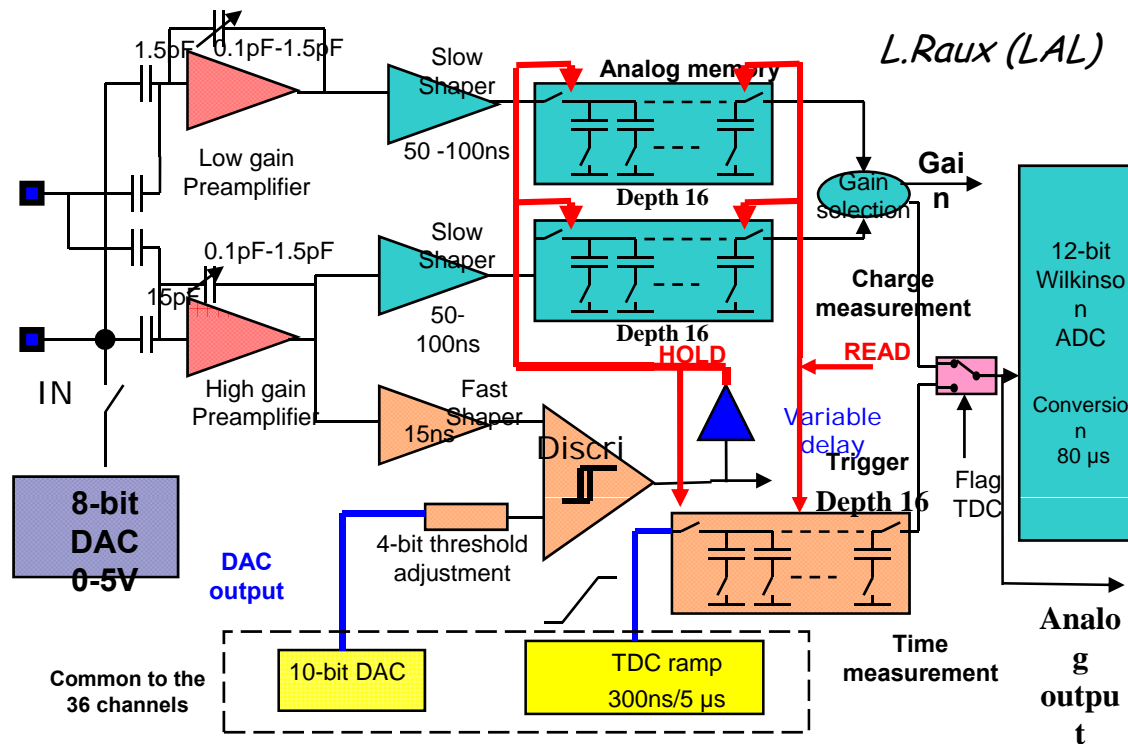 L.Raux (LAL)
1.5pF
0.1pF-1.5pF
Slow
Shaper
50 -100ns
Analog memory
Low gain
Preamplifier
Depth 16
Gain
selection
Gai
n
0.1pF-1.5pF
15pF
Slow
Shaper
50-
100ns
Depth 16
Charge
measurement
12-bit
Wilkinso
n
ADC
Conversio
n
80 µs
HOLD
READ
IN
High gain
Preamplifier
Fast
Shaper
15ns
Discri
Variable
delay
Trigger
Flag
TDC
Depth 16
8-bit
DAC
0-5V
4-bit threshold
adjustment
DAC
output
Common to the
36 channels
10-bit DAC
TDC ramp
300ns/5 µs
Time
measurement
Analo
g
outpu
t